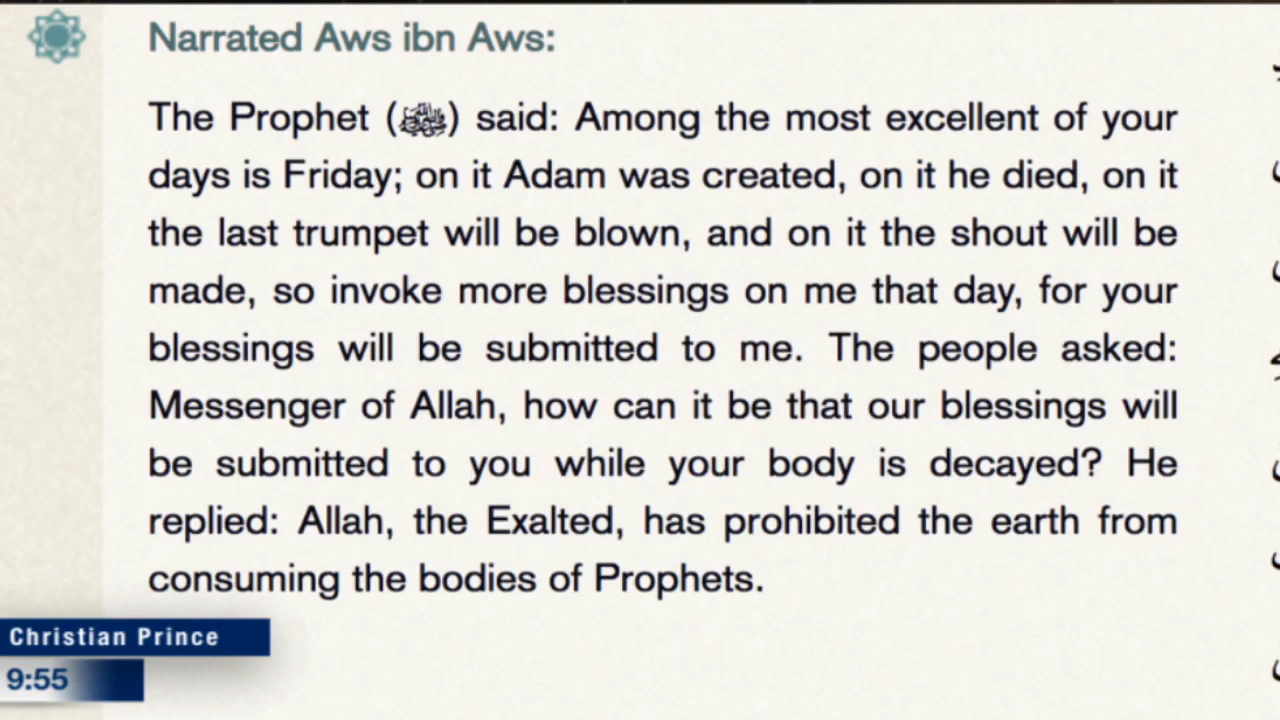 Narrated Aws ibn Aws:
The Prophet (ﷺ) said: Among the most excellent of your
days is Friday; on it Adam was created, on it he died, on it
the last trumpet will be blown, and on it the shout will be
made, so invoke more blessings on me that day, for your
blessings will be submitted to me. The people asked:
Messenger of Allah, how can it be that our blessings will
be submitted to you while your body is decayed? He
replied: Allah, the Exalted, has prohibited the earth from
consuming the bodies of Prophets.
Christian Prince
9:55